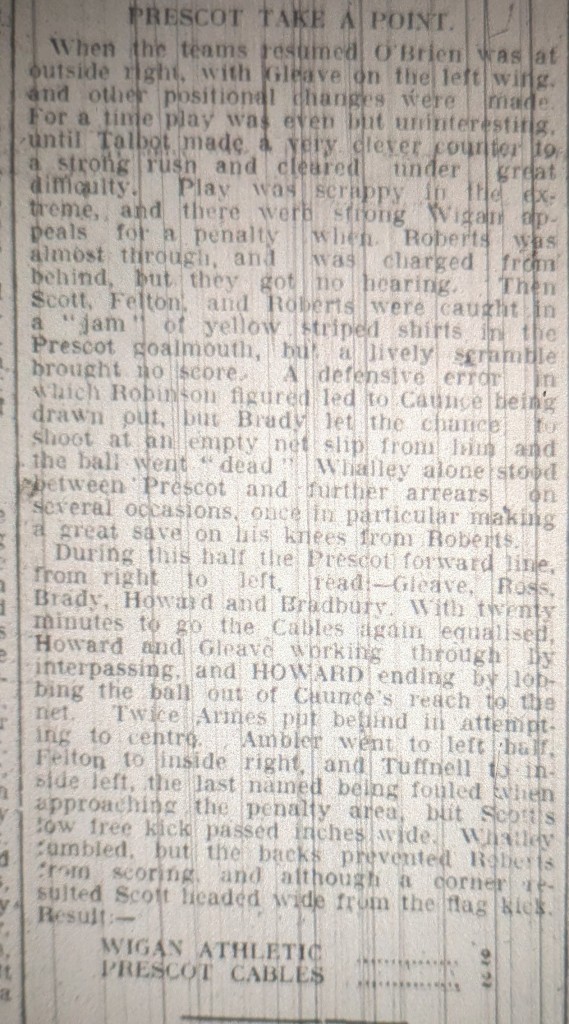 PRESCOT TAKE A POINT.
When the teams resumed O'Brien was at
outside right, with Gleave on the left wing,
and other positional changes were made.
For a time play was even but uninteresting,
until Talbot made a very clever counter to
a strong rush and cleared under great
difficulty. Play was scrappy in the ex-
treme, and there were strong Wigan ap-
peals for a penalty when Roberts was
almost through, and was charged from
behind, but they got no hearing. Then
Scott, Felton, and Roberts were caught in
a "jam" of yellow striped shirts in the
Prescot goalmouth, but a lively scramble
brought no score. A defensive error in
which Robinson figured led to Caunce being
drawn out, but Brady let the chance to
shoot at an empty net slip from him and
the ball went "dead" Whalley alone stood
between Prescot and further arrears on
several occasions, once in particular making
a great save on his knees from Roberts.
During this half the Prescot forward line,
from right to left, read:—Gleave, Ross,
Brady, Howard and Bradbury. With twenty
minutes to go the Cables again equalised,
Howard and Gleave working through by
interpassing, and HOWARD ending by lob-
bing the ball out of Caunce's reach to the
net. Twice Armes put behind in attempt-
ing to centre. Ambler went to left half,
Felton to inside right, and Tuffnell to in-
side left, the last named being fouled when
approaching the penalty area, but Scott's
low free kick passed inches wide. Whalley
fumbled, but the backs prevented Roberts
from scoring, and although a corner re-
sulted Scott headed wide from the flag kick.
Result:—
WIGAN ATHLETIC ............ 2
PRESCOT CABLES ............ 2